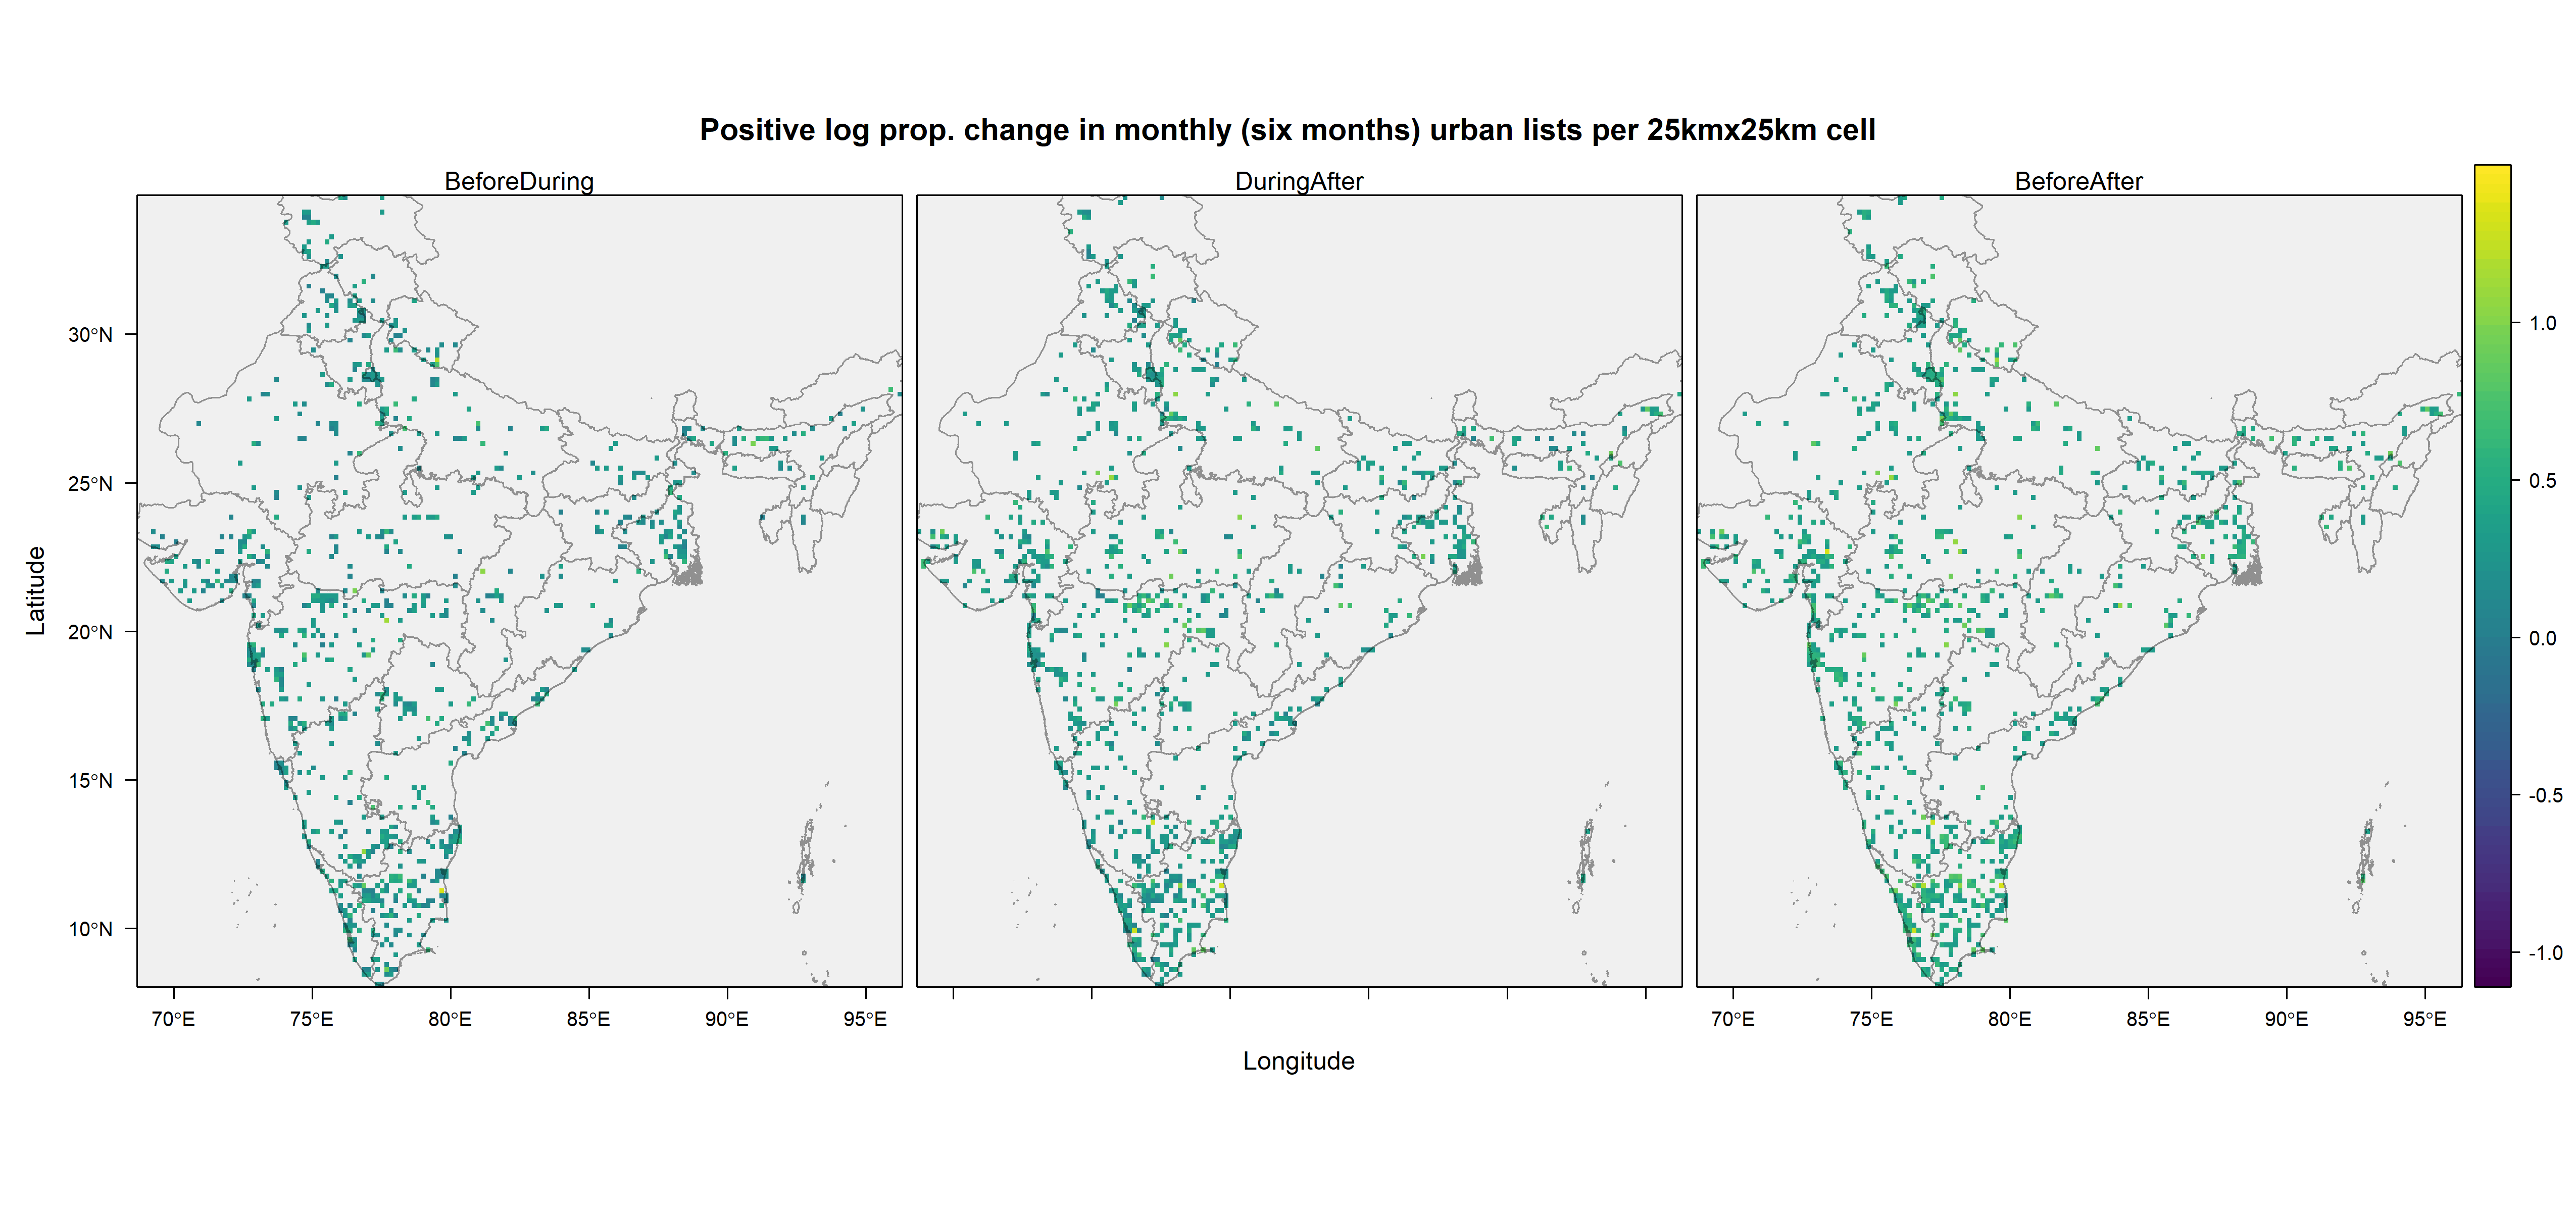 Positive log prop. change in monthly (six months) urban lists per 25kmx25km cell
BeforeDuring
DuringAfter
BeforeAfter
30°N
25°N
20°N
15°N
10°N
Latitude
70°E 75°E 80°E 85°E 90°E 95°E
70°E 75°E 80°E 85°E 90°E 95°E
Longitude
1.0
0.5
0.0
-0.5
-1.0